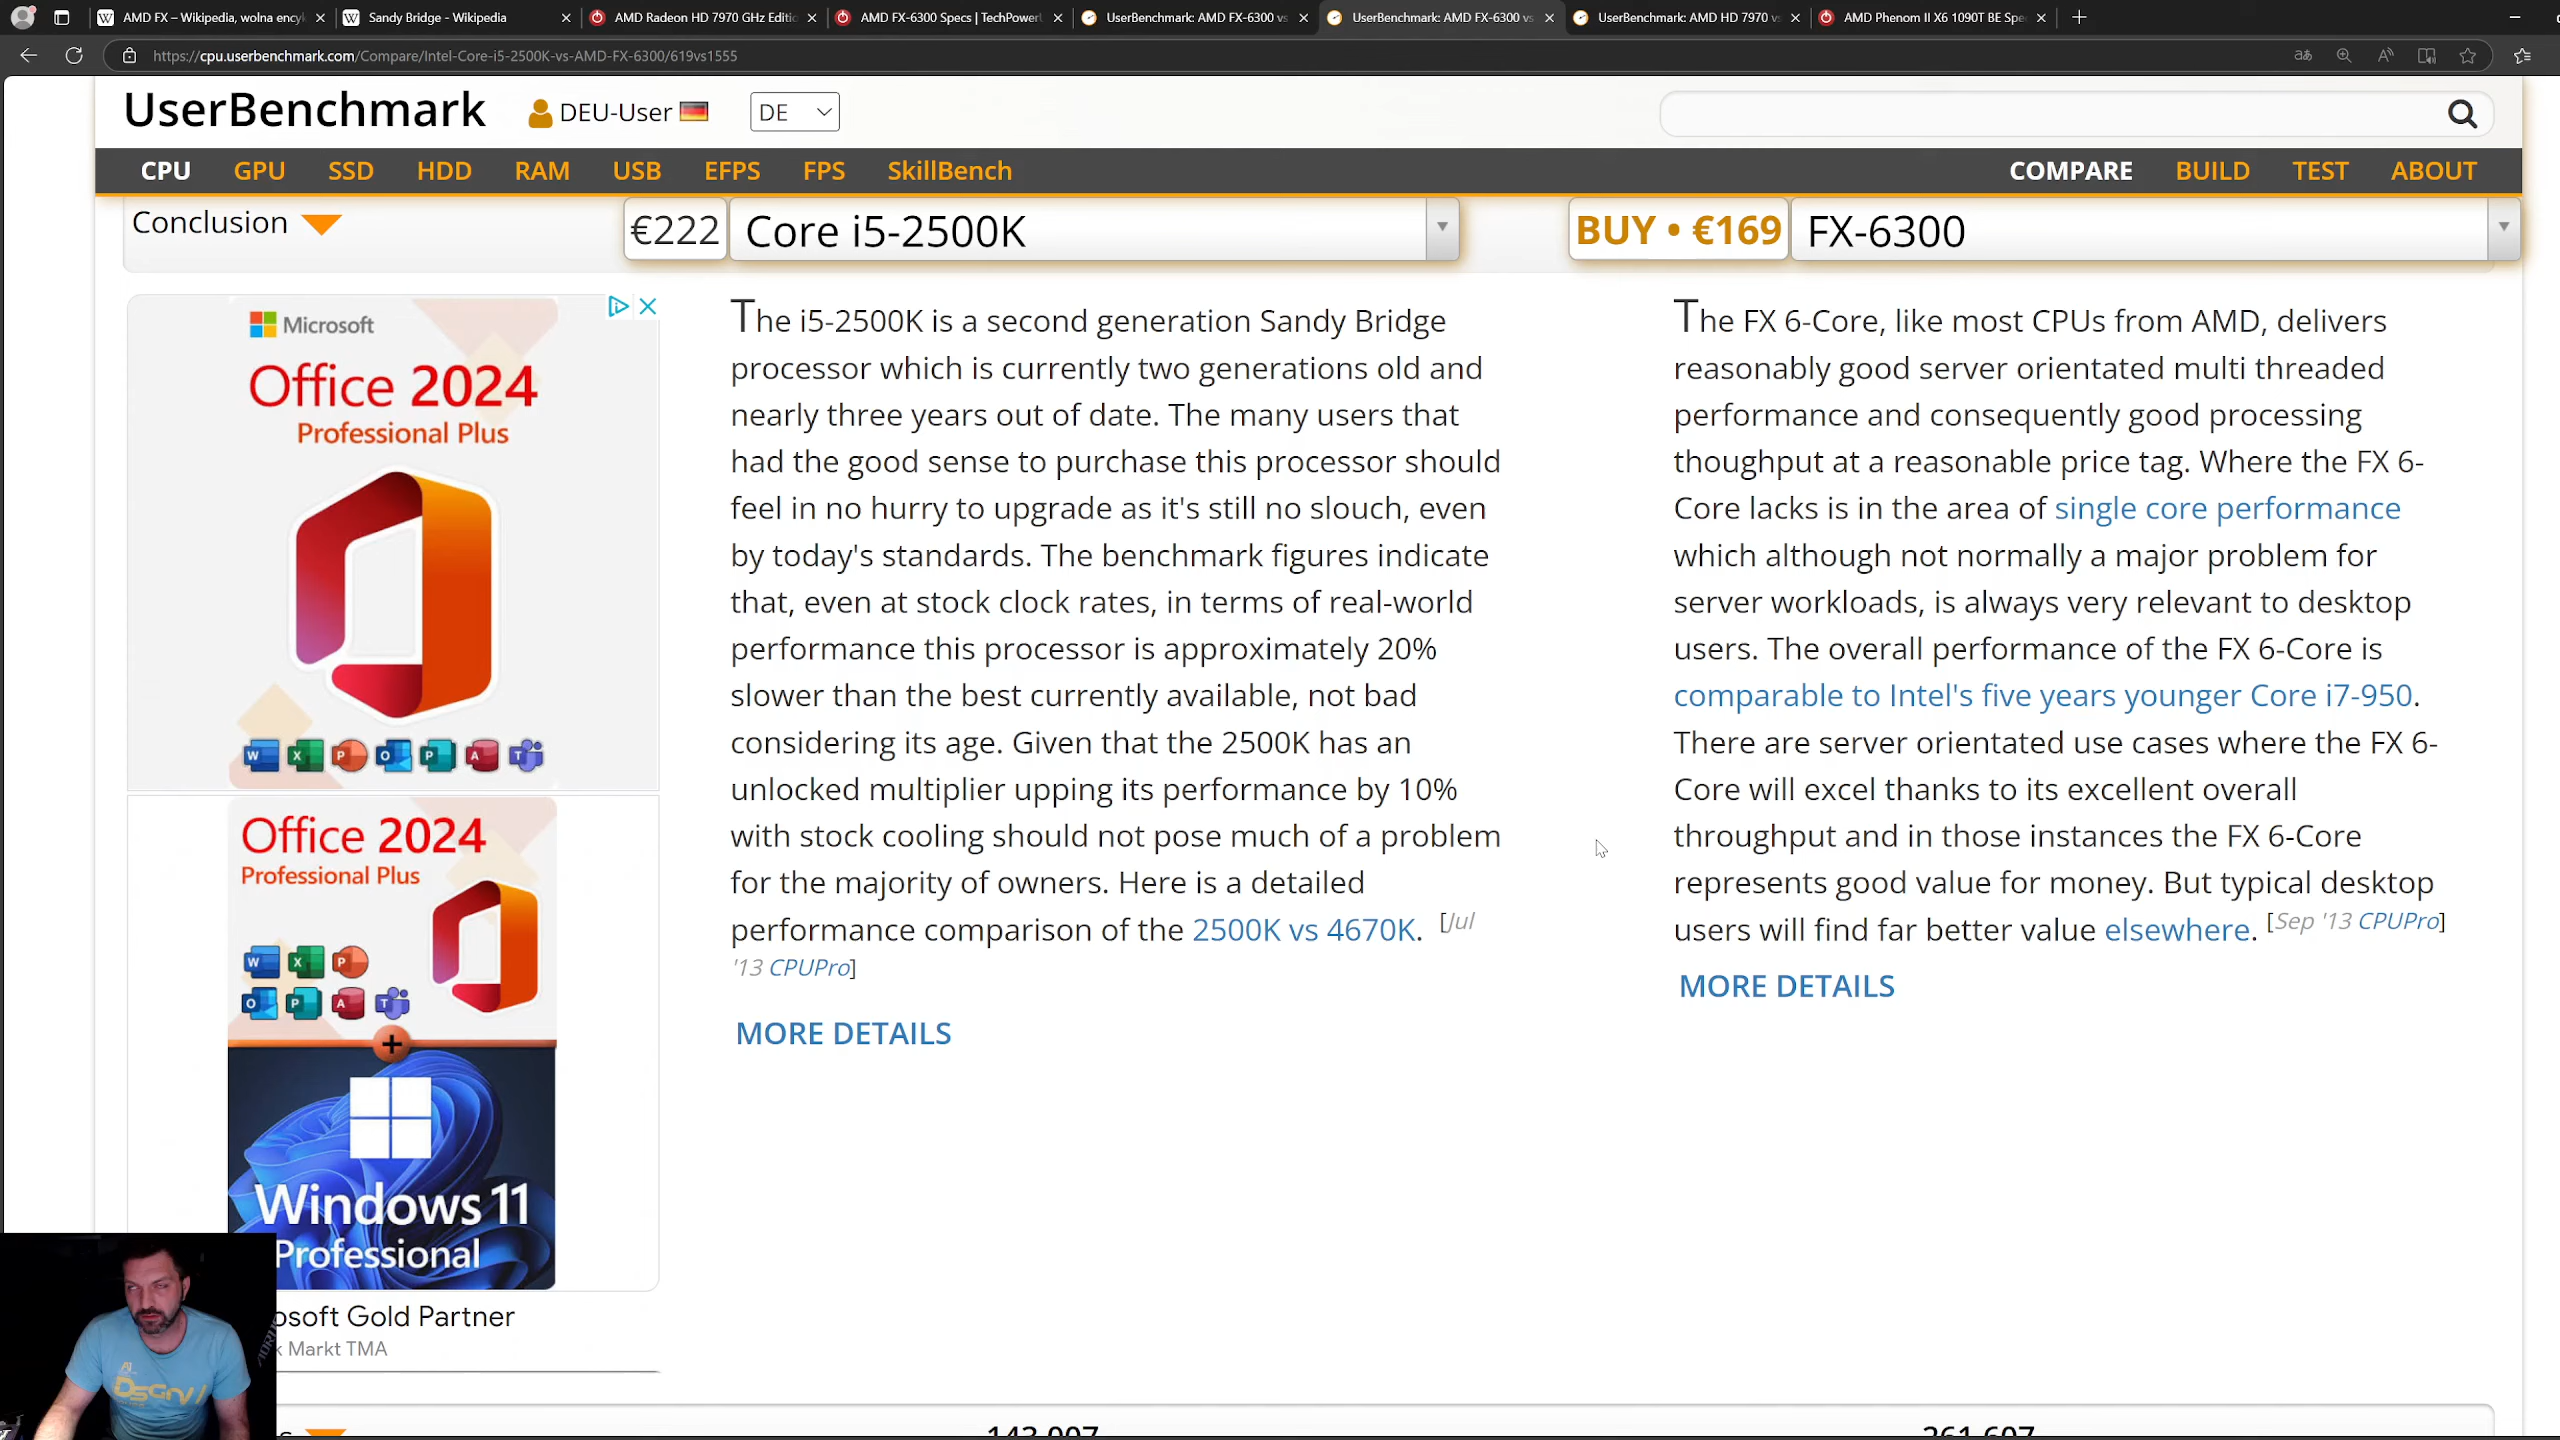 AMD FX – Wikipedia, wolna encyk
Sandy Bridge - Wikipedia
AMD Radeon HD 7970 GHz Editic
AMD FX-6300 Specs | TechPowerU
UserBenchmark: AMD FX-6300 vs
UserBenchmark: AMD FX-6300 vs
UserBenchmark: AMD HD 7970 vs
AMD Phenom II X6 1090T BE Spe
https://cpu.userbenchmark.com/Compare/Intel-Core-i5-2500K-vs-AMD-FX-6300/619vs1555
UserBenchmark
DEU-User
DE
CPU GPU SSD HDD RAM USB EFPS FPS SkillBench COMPARE BUILD TEST ABOUT
Conclusion
€222 Core i5-2500K
BUY • €169 FX-6300
Microsoft
Office 2024
Professional Plus
Office 2024
Professional Plus
+
Windows 11
Professional
osoft Gold Partner
k Markt TMA
The i5-2500K is a second generation Sandy Bridge
processor which is currently two generations old and
nearly three years out of date. The many users that
had the good sense to purchase this processor should
feel in no hurry to upgrade as it's still no slouch, even
by today's standards. The benchmark figures indicate
that, even at stock clock rates, in terms of real-world
performance this processor is approximately 20%
slower than the best currently available, not bad
considering its age. Given that the 2500K has an
unlocked multiplier upping its performance by 10%
with stock cooling should not pose much of a problem
for the majority of owners. Here is a detailed
performance comparison of the 2500K vs 4670K. [Jul
'13 CPUPro]
MORE DETAILS
The FX 6-Core, like most CPUs from AMD, delivers
reasonably good server orientated multi threaded
performance and consequently good processing
thoughput at a reasonable price tag. Where the FX 6-
Core lacks is in the area of single core performance
which although not normally a major problem for
server workloads, is always very relevant to desktop
users. The overall performance of the FX 6-Core is
comparable to Intel's five years younger Core i7-950.
There are server orientated use cases where the FX 6-
Core will excel thanks to its excellent overall
throughput and in those instances the FX 6-Core
represents good value for money. But typical desktop
users will find far better value elsewhere. [Sep '13 CPUPro]
MORE DETAILS
143,007
261,607